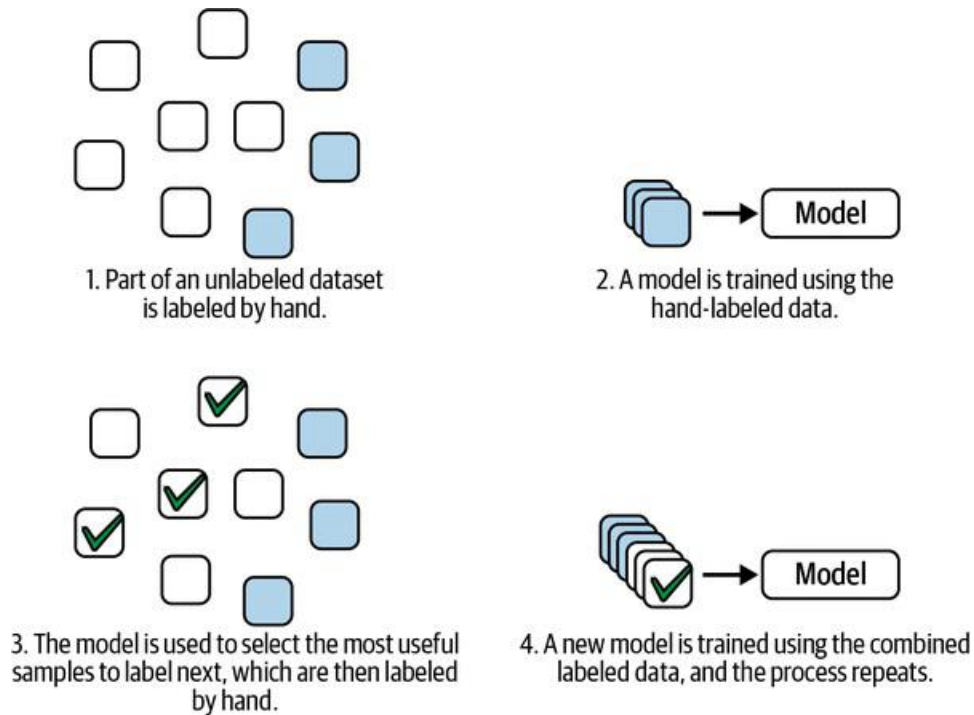 1. Part of an unlabeled dataset
is labeled by hand.
Model
2. A model is trained using the
hand-labeled data.
3. The model is used to select the most useful
samples to label next, which are then labeled
by hand.
Model
4. A new model is trained using the combined
labeled data, and the process repeats.